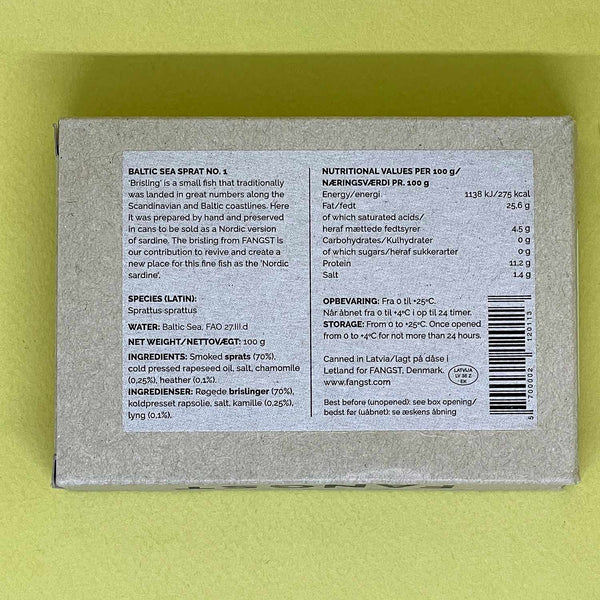 BALTIC SEA SPRAT NO. 1
'Brisling' is a small fish that traditionally
was landed in great numbers along the
Scandinavian and Baltic coastlines. Here
it was prepared by hand and preserved
in cans to be sold as a Nordic version
of sardine. The brisling from FANGST is
our contribution to revive and create a
new place for this fine fish as the 'Nordic
sardine'.
SPECIES (LATIN):
Sprattus sprattus
WATER: Baltic Sea, FAO 27.III.d
NET WEIGHT/NETTOVÆGT: 100 g
INGREDIENTS: Smoked sprats (70%),
cold pressed rapeseed oil, salt, chamomile
(0,25%), heather (0,1%).
INGREDIENSER: Røgede brislinger (70%),
koldpresset rapsolie, salt, kamille (0,25%),
lyng (0,1%).
NUTRITIONAL VALUES PER 100 g/
NÆRINGSVÆRDI PR. 100 g
Energy/energi 1138 kJ/275 kcal
Fat/fedt 25,6 g
of which saturated acids/
heraf mættede fedtsyrer 4.5 g
Carbohydrates/Kulhydrater 0 g
of which sugars/heraf sukkerarter 0 g
Protein 11,2 g
Salt 1.4 g
OPBEVARING: Fra 0 til +25°C.
Når åbnet fra 0 til +4°C i op til 24 timer.
STORAGE: From 0 to +25°C. Once opened
from 0 to +4°C for not more than 24 hours.
Canned in Latvia/lagt på dåse i
Letland for FANGST, Denmark.
www.fangst.com
LATVIJA
LV 38 Z
EK
Best before (unopened): see box opening/
bedst før (uåbnet): se æskens åbning
5 700002 120113
FANGST